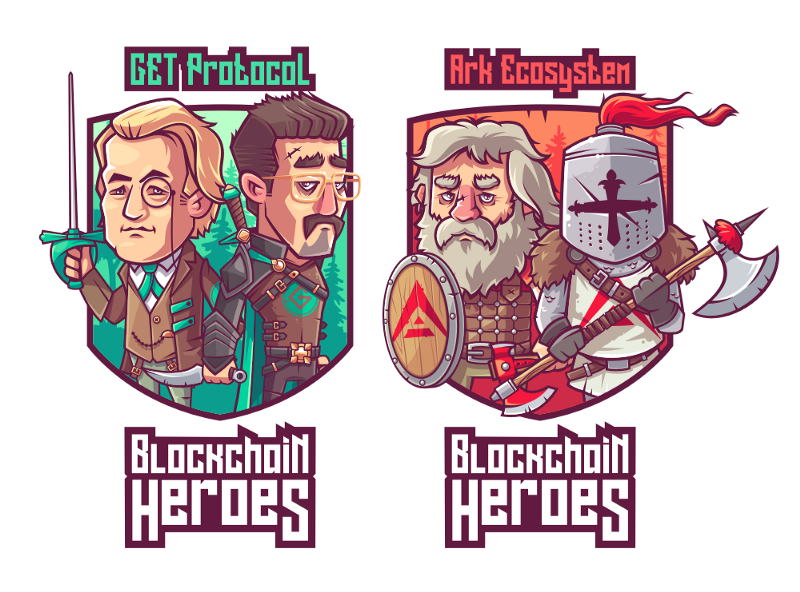 GET Protocol
Ark Ecosystem
Blockchain
Heroes
Blockchain
Heroes